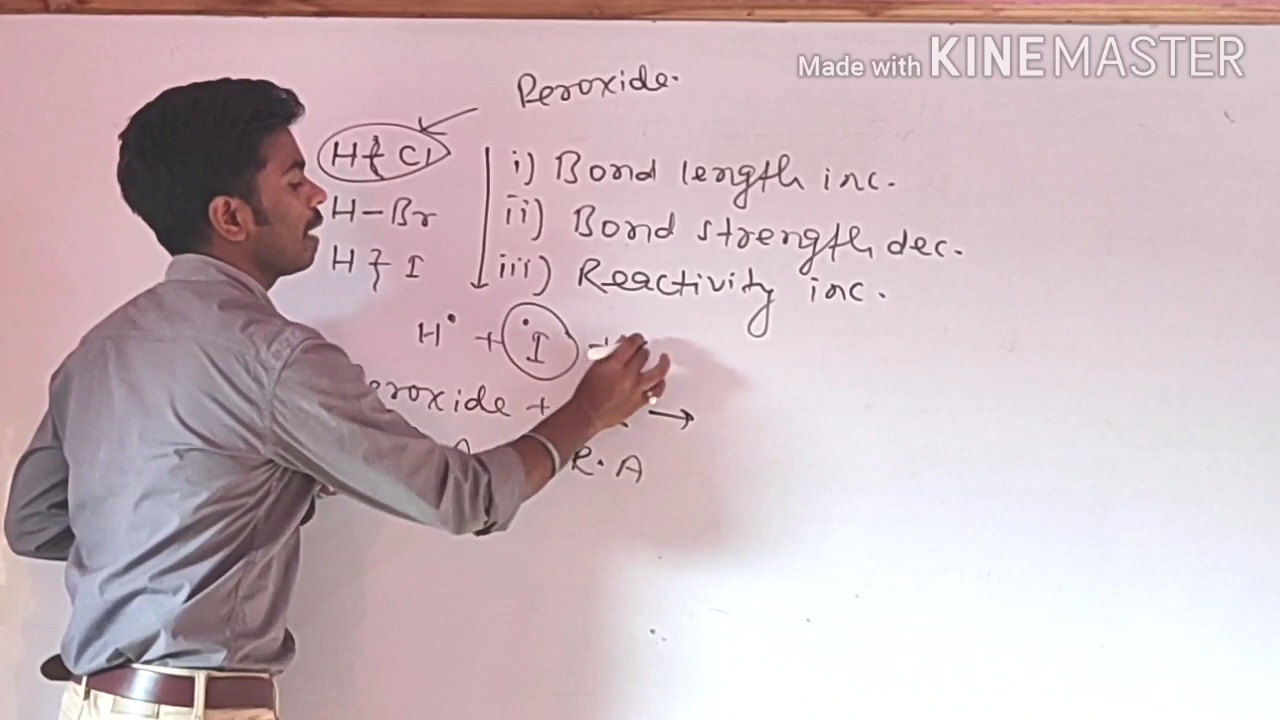 Made with KINEMASTER
Peroxide.
H-Cl i) Bond length inc.
H-Br ii) Bond strength dec.
H-I iii) Reactivity inc.
H• + •I +
eroxide + →
R.A